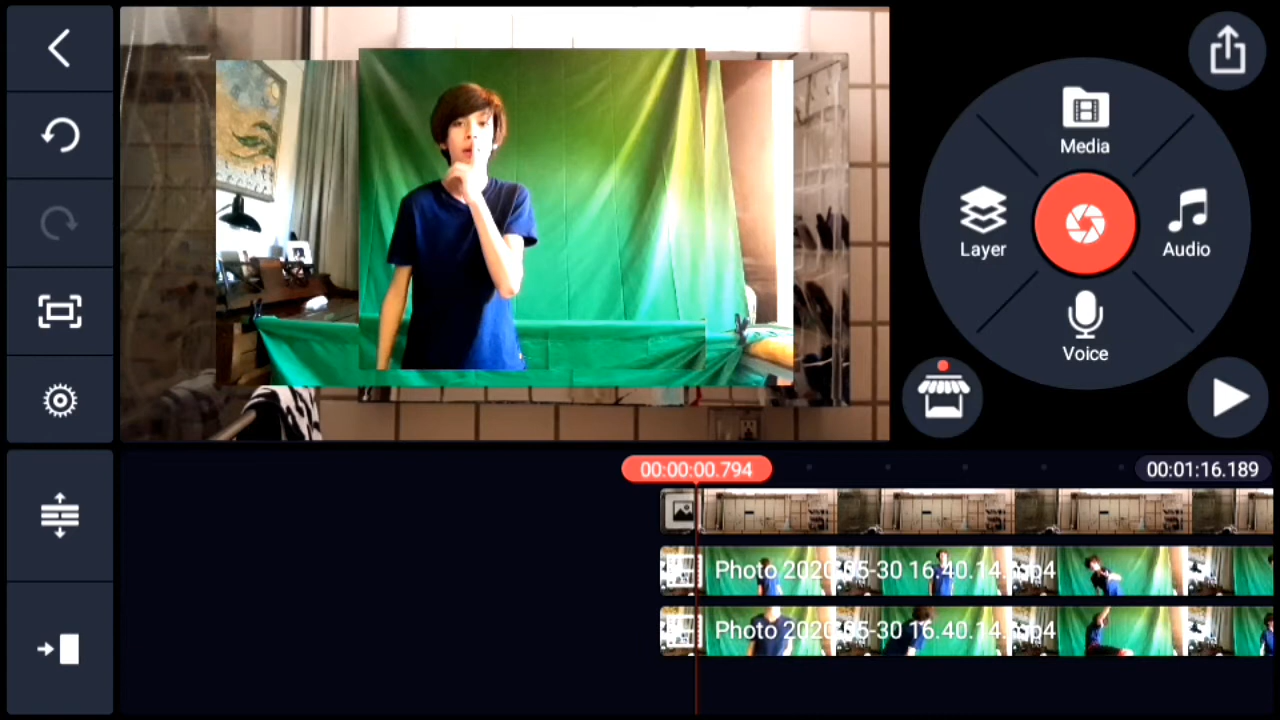 Media
Layer
Audio
Voice
00:00:00.794
00:01:16.189
Photo 2020-05-30 16.40.14.mp4
Photo 2020-05-30 16.40.14.mp4